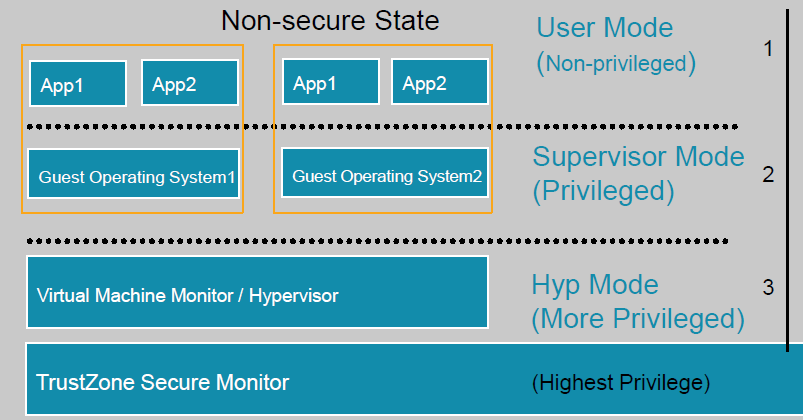 Non-secure State
User Mode
(Non-privileged)
1
App1
App2
App1
App2
Supervisor Mode
(Privileged)
2
Guest Operating System1
Guest Operating System2
Hyp Mode
(More Privileged)
3
Virtual Machine Monitor / Hypervisor
TrustZone Secure Monitor
(Highest Privilege)